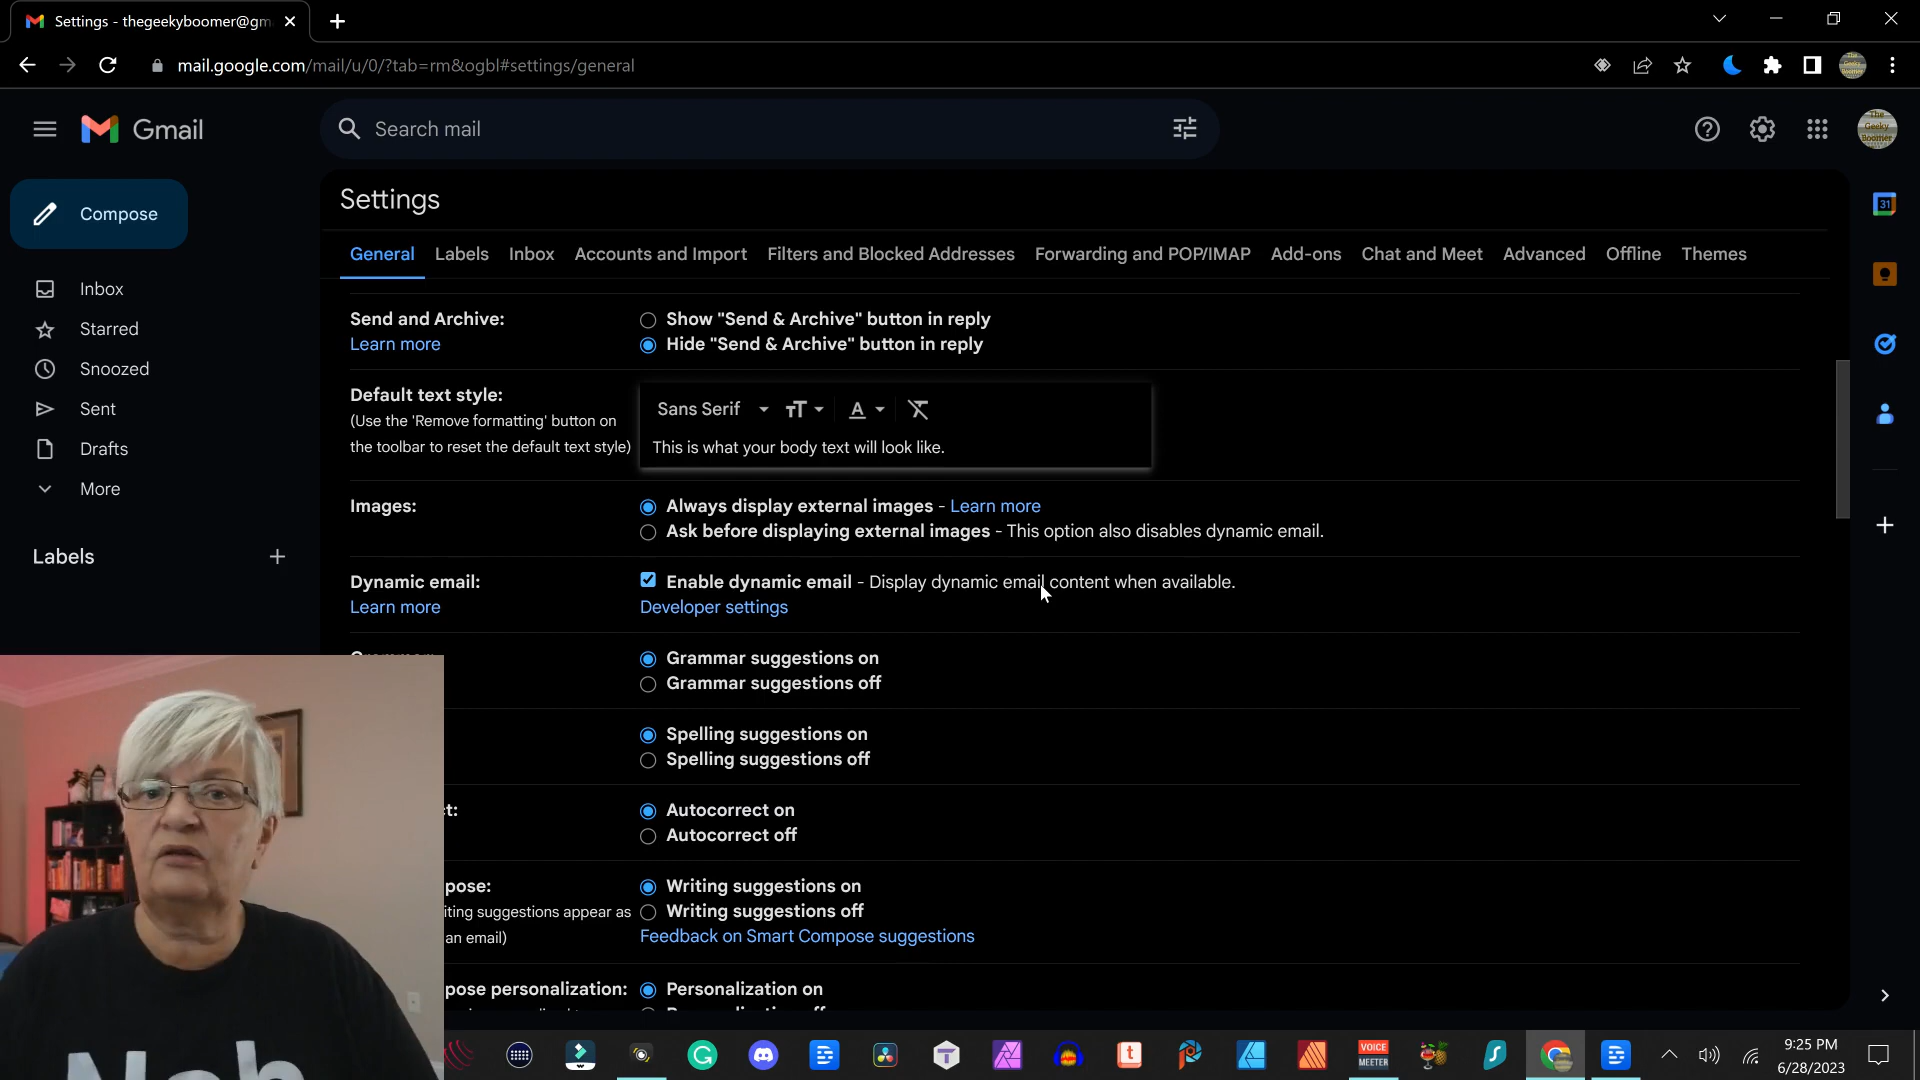 Settings - thegeekyboomer@gm
mail.google.com/mail/u/0/?tab=rm&ogbl#settings/general
Gmail
Search mail
The Geeky Boomer
Settings
Compose
General Labels Inbox Accounts and Import Filters and Blocked Addresses Forwarding and POP/IMAP Add-ons Chat and Meet Advanced Offline Themes
Inbox
Starred
Snoozed
Sent
Drafts
More
Labels
Send and Archive:
Learn more
Show "Send & Archive" button in reply
Hide "Send & Archive" button in reply
Default text style:
(Use the 'Remove formatting' button on
the toolbar to reset the default text style)
Sans Serif
This is what your body text will look like.
Images:
Always display external images - Learn more
Ask before displaying external images - This option also disables dynamic email.
Dynamic email:
Learn more
Enable dynamic email - Display dynamic email content when available.
Developer settings
Grammar suggestions on
Grammar suggestions off
Spelling suggestions on
Spelling suggestions off
t:
Autocorrect on
Autocorrect off
pose:
iting suggestions appear as
an email)
Writing suggestions on
Writing suggestions off
Feedback on Smart Compose suggestions
pose personalization:
Personalization on
31
Nah
VOICE
MEETER
9:25 PM
6/28/2023